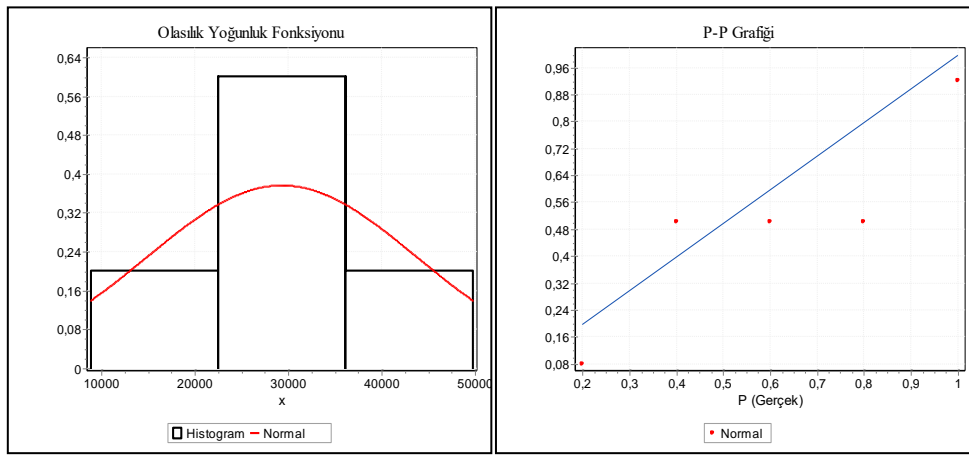 Olasılık Yoğunluk Fonksiyonu
0,64
0,56
0,48
0,4
0,32
0,24
0,16
0,08
0
10000 20000 30000 40000 50000
x
Histogram Normal
P-P Grafiği
0,96
0,88
0,8
0,72
0,64
0,56
0,48
0,4
0,32
0,24
0,16
0,08
0,2 0,3 0,4 0,5 0,6 0,7 0,8 0,9 1
P (Gerçek)
Normal